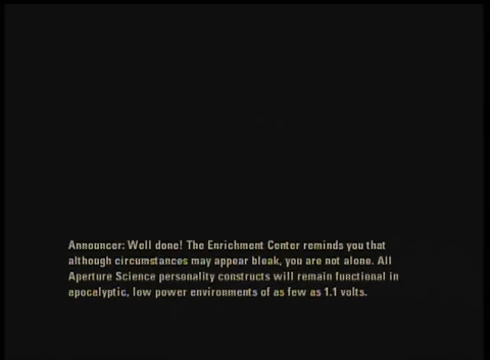 Announcer: Well done! The Enrichment Center reminds you that
although circumstances may appear bleak, you are not alone. All
Aperture Science personality constructs will remain functional in
apocalyptic, low power environments of as few as 1.1 volts.